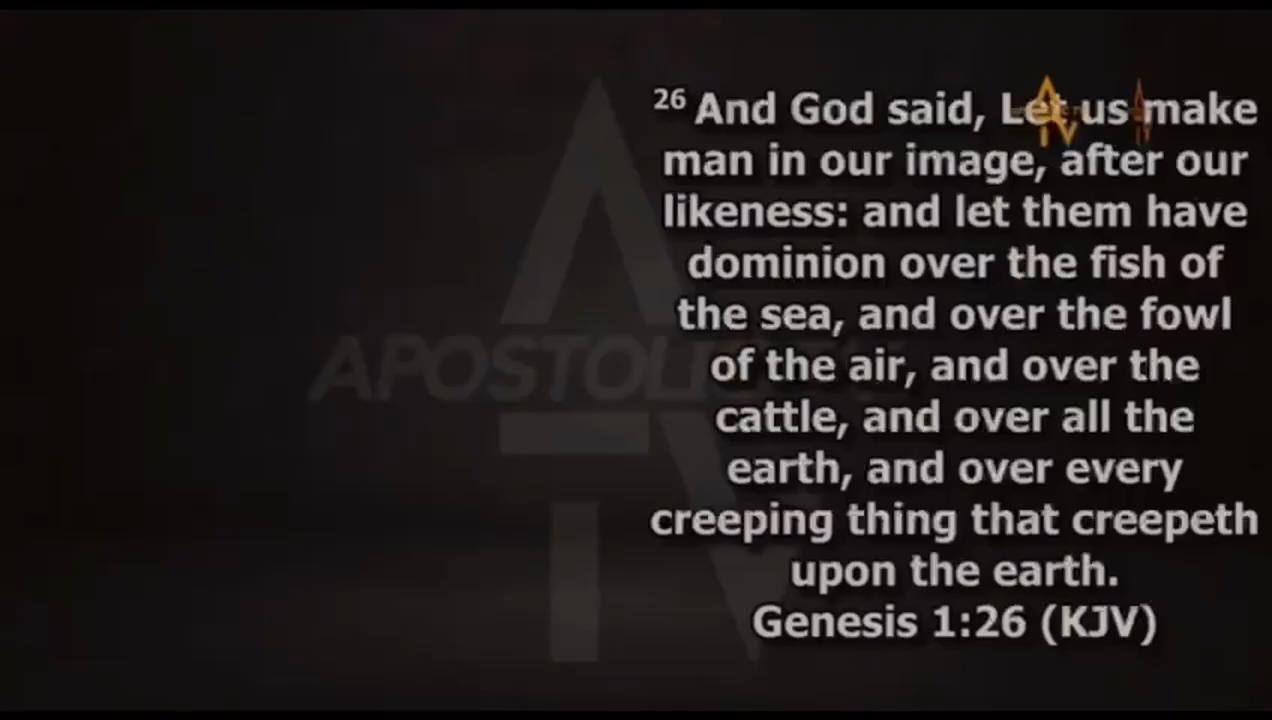 26 And God said, Let us make
man in our image, after our
likeness: and let them have
dominion over the fish of
the sea, and over the fowl
of the air, and over the
cattle, and over all the
earth, and over every
creeping thing that creepeth
upon the earth.
Genesis 1:26 (KJV)
APOSTOLIC TV